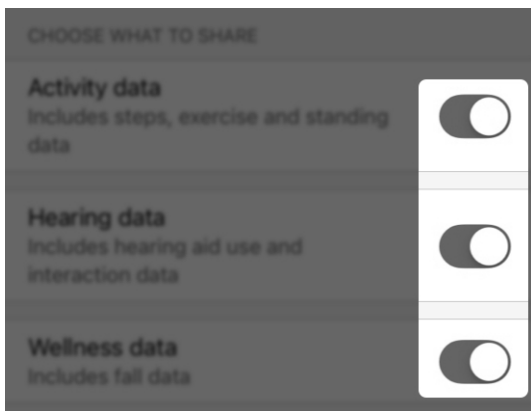 CHOOSE WHAT TO SHARE
Activity data
Includes steps, exercise and standing
data
Hearing data
Includes hearing aid use and
interaction data
Wellness data
Includes fall data